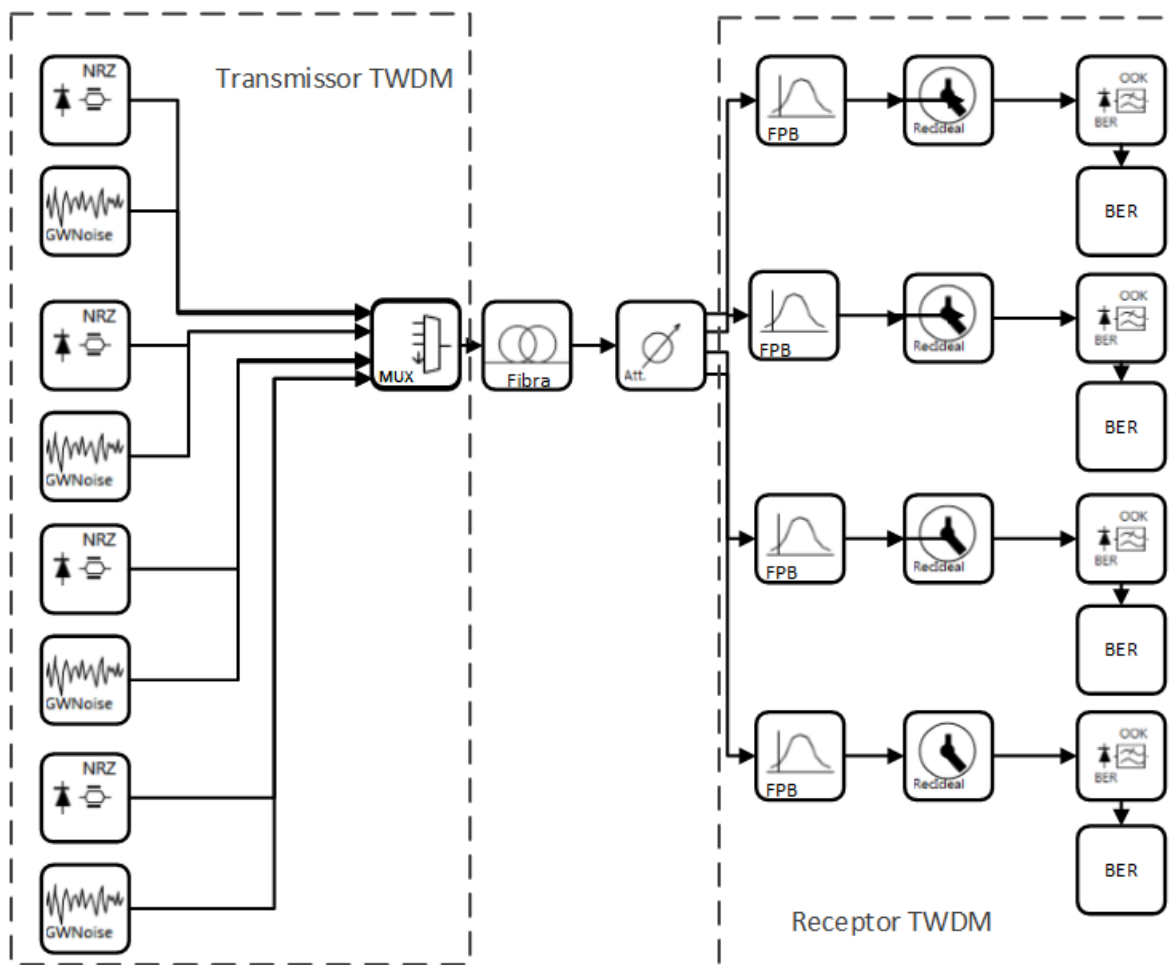 NRZ
Transmissor TWDM
GWNoise
NRZ
GWNoise
NRZ
GWNoise
NRZ
GWNoise
MUX
Fibra
Att.
FPB
RecIdeal
OOK
BER
BER
FPB
RecIdeal
OOK
BER
BER
FPB
RecIdeal
OOK
BER
BER
FPB
RecIdeal
OOK
BER
BER
Receptor TWDM